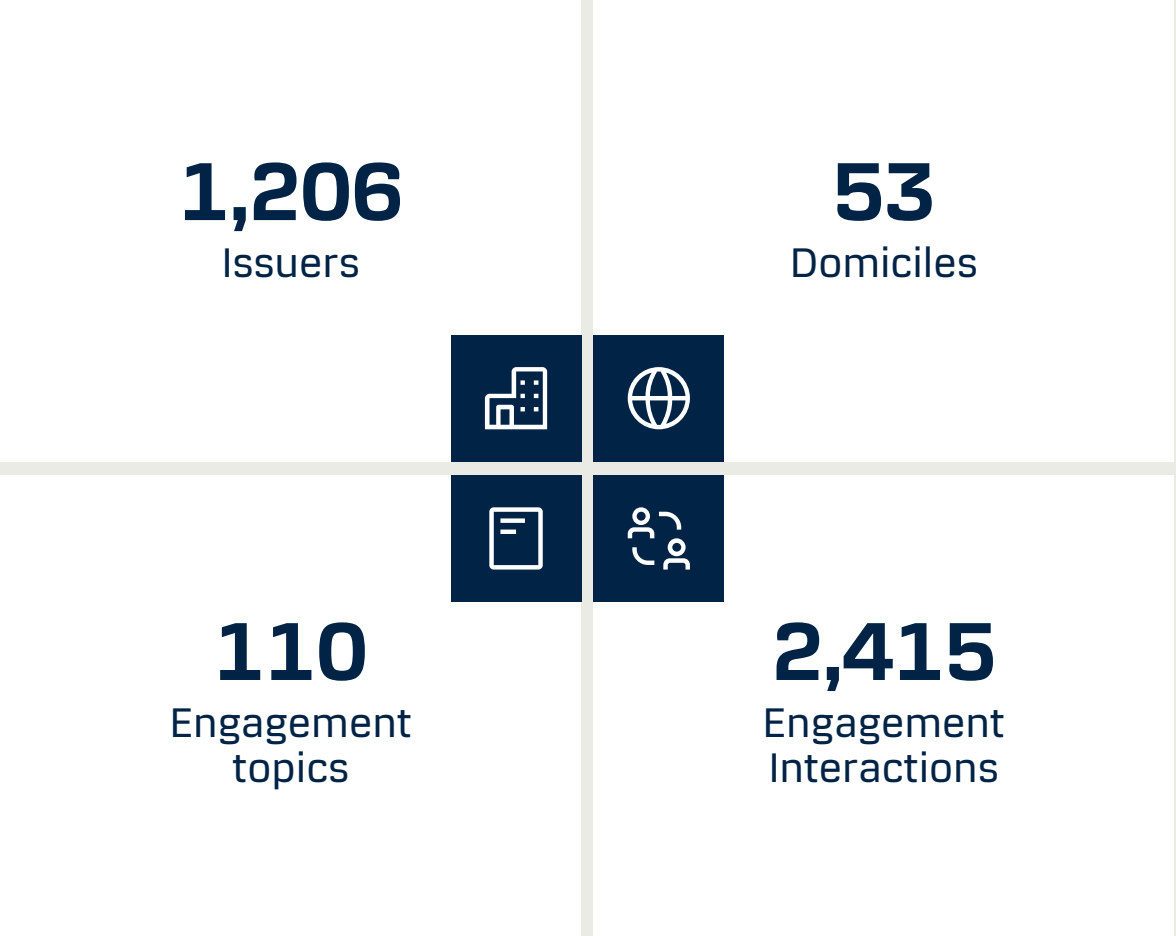 1,206
Issuers
53
Domiciles
110
Engagement
topics
2,415
Engagement
Interactions